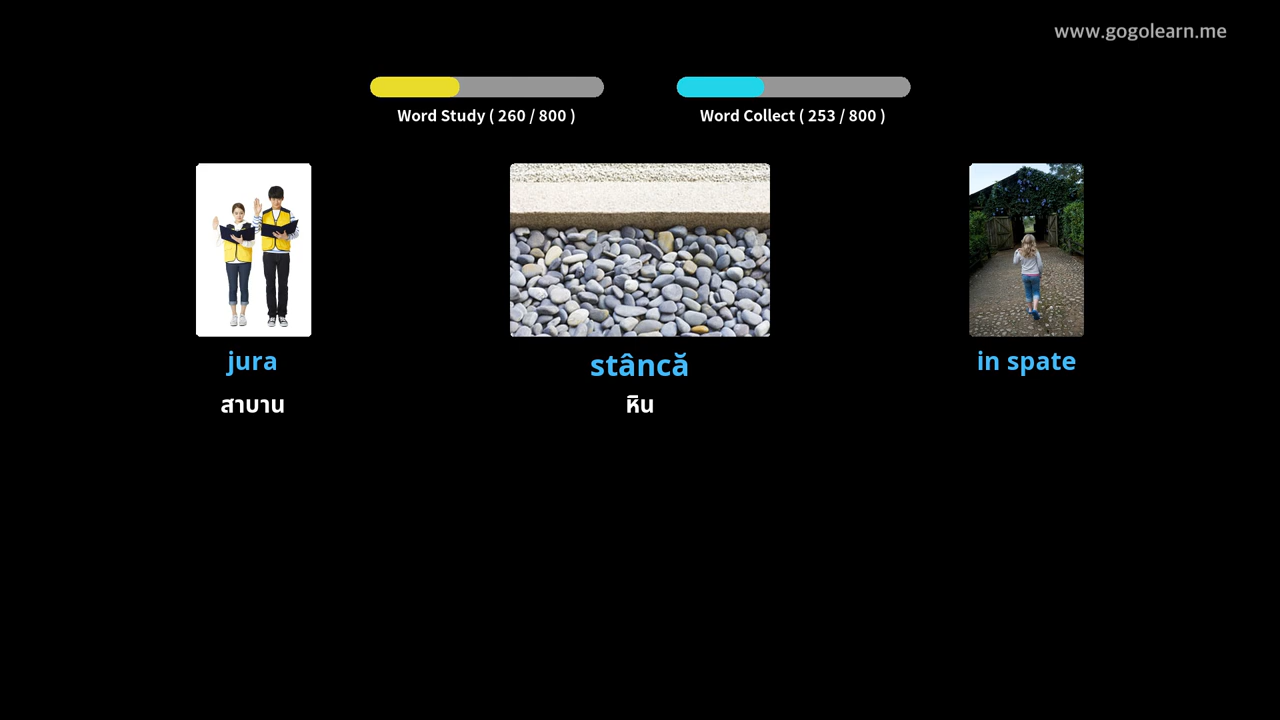 www.gogolearn.me
Word Study ( 260 / 800 )
Word Collect ( 253 / 800 )
jura
สาบาน
stâncă
หิน
in spate